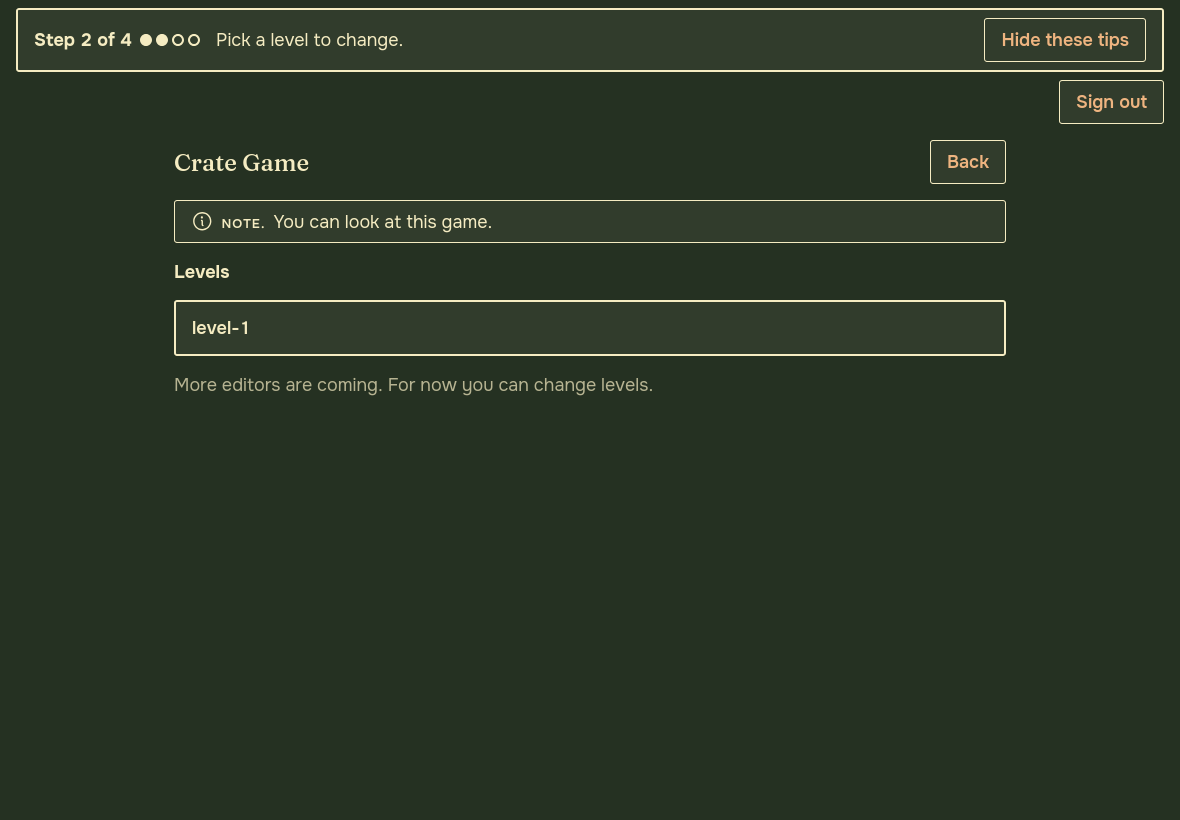 Step 2 of 4 Pick a level to change. Hide these tips
Sign out
Crate Game Back
NOTE. You can look at this game.
Levels
level-1
More editors are coming. For now you can change levels.